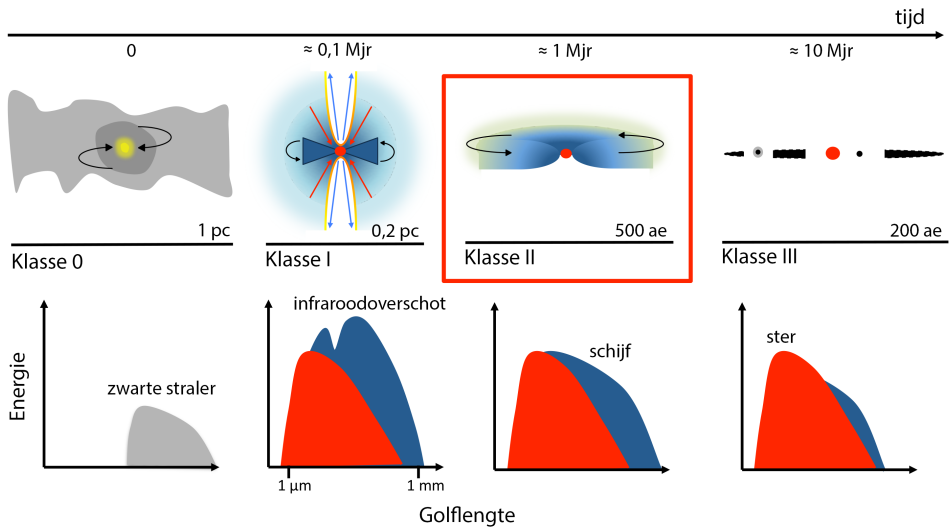 tijd
0
≈ 0,1 Mjr
≈ 1 Mjr
≈ 10 Mjr
1 pc
0,2 pc
500 ae
200 ae
Klasse 0
Klasse I
Klasse II
Klasse III
infraroodoverschot
schijf
ster
zwarte straler
Energie
1 μm
1 mm
Golflengte